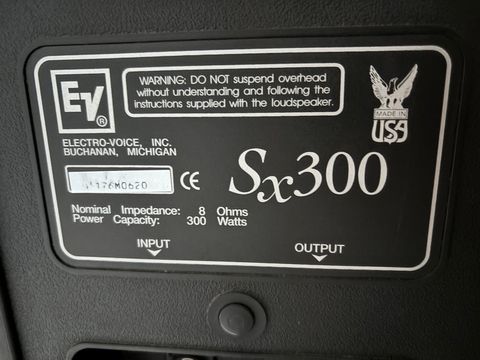 EV®
WARNING: DO NOT suspend overhead
without understanding and following the
instructions supplied with the loudspeaker.
MADE IN
USA
ELECTRO-VOICE, INC.
BUCHANAN, MICHIGAN
CE
Sx300
Nominal Impedance: 8 Ohms
Power Capacity: 300 Watts
INPUT
OUTPUT